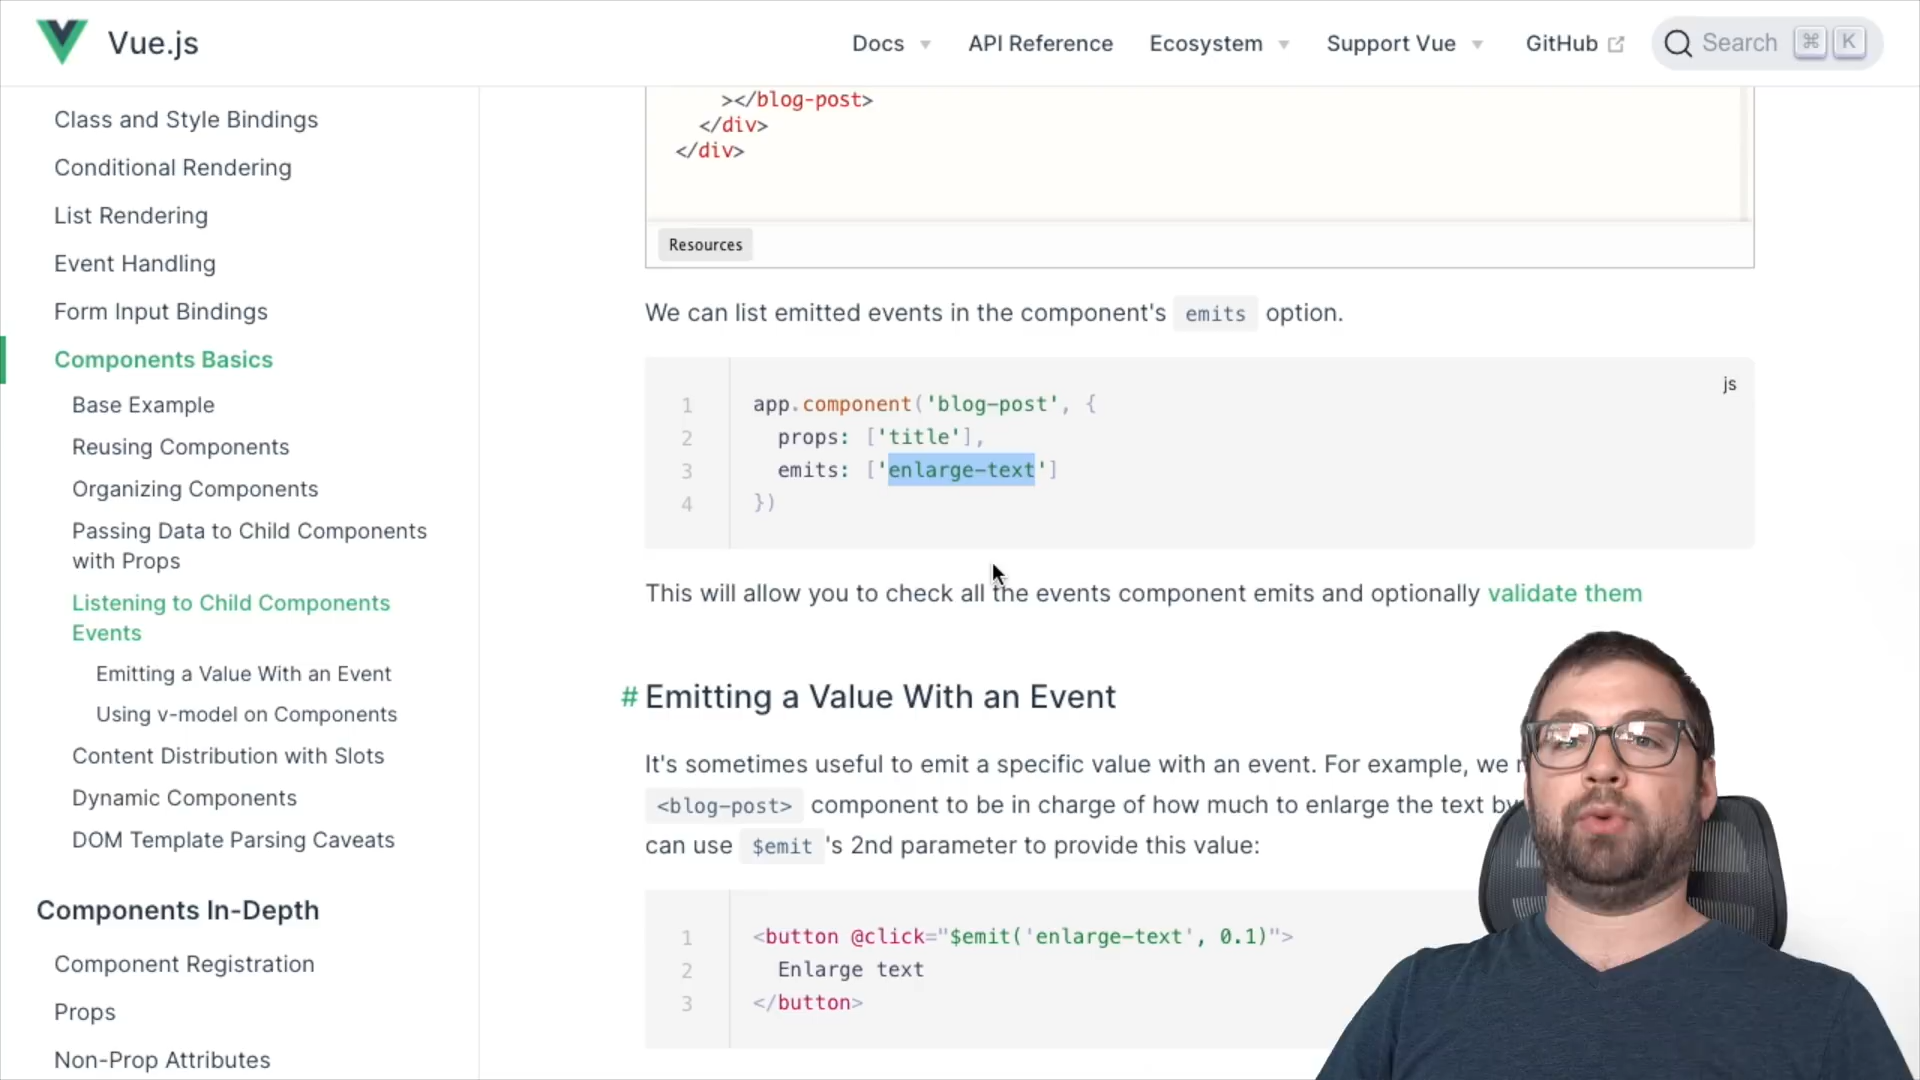 Vue.js
Docs
API Reference
Ecosystem
Support Vue
GitHub
Search ⌘ K
Class and Style Bindings
Conditional Rendering
List Rendering
Event Handling
Form Input Bindings
Components Basics
Base Example
Reusing Components
Organizing Components
Passing Data to Child Components
with Props
Listening to Child Components
Events
Emitting a Value With an Event
Using v-model on Components
Content Distribution with Slots
Dynamic Components
DOM Template Parsing Caveats
Components In-Depth
Component Registration
Props
Non-Prop Attributes
></blog-post>
</div>
</div>
Resources
We can list emitted events in the component's emits option.
js
1 app.component('blog-post', {
2 props: ['title'],
3 emits: ['enlarge-text']
4 })
This will allow you to check all the events component emits and optionally validate them
# Emitting a Value With an Event
It's sometimes useful to emit a specific value with an event. For example, we
<blog-post> component to be in charge of how much to enlarge the text by
can use $emit 's 2nd parameter to provide this value:
1 <button @click="$emit('enlarge-text', 0.1)">
2 Enlarge text
3 </button>